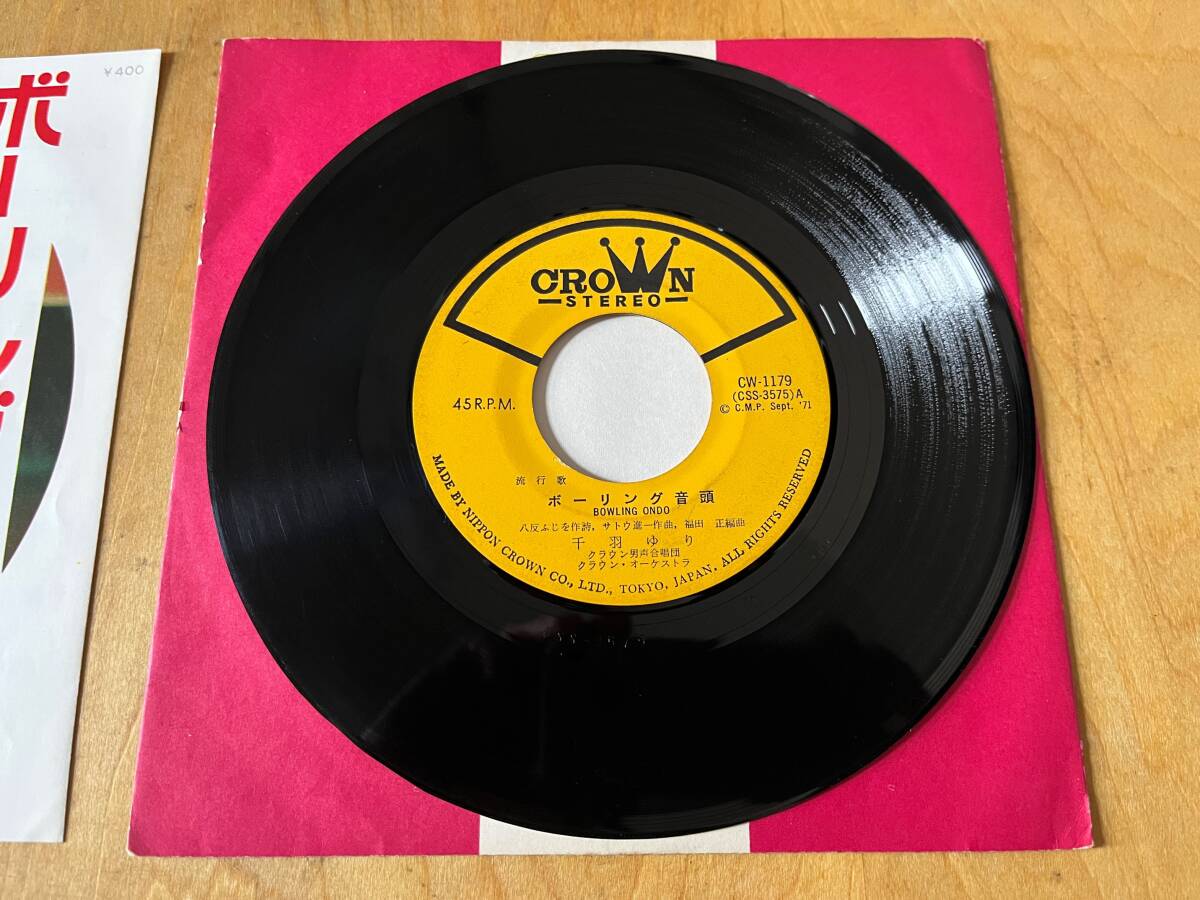 ¥400
ボーリング
CROWN
STEREO
45 R.P.M.
CW-1179
(CSS-3575) A
© C.M.P. Sept. '71
流行歌
ボーリング音頭
BOWLING ONDO
八反ふじを作詩, サトウ進一作曲, 福田 正編曲
千羽ゆり
クラウン男声合唱団
クラウン・オーケストラ
MADE BY NIPPON CROWN CO., LTD., TOKYO, JAPAN. ALL RIGHTS RESERVED